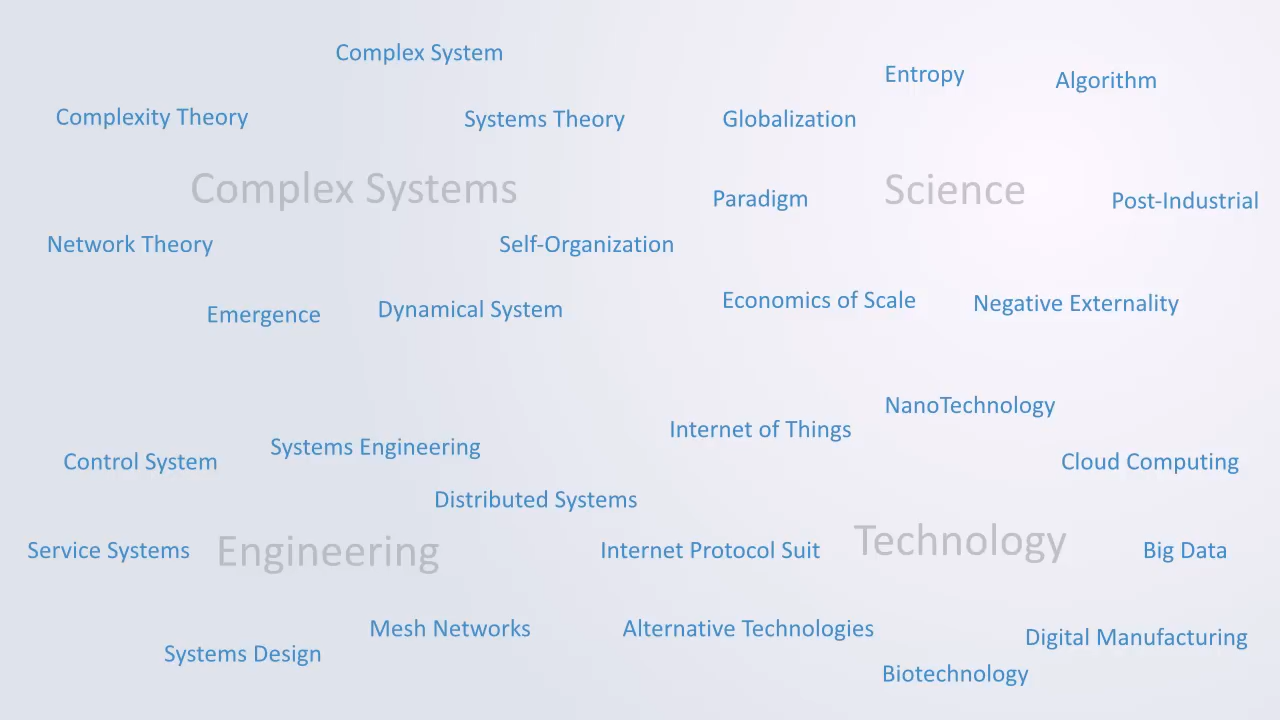 Complex System
Entropy
Algorithm
Complexity Theory
Systems Theory
Globalization
Complex Systems
Science
Paradigm
Post-Industrial
Network Theory
Self-Organization
Emergence
Dynamical System
Economics of Scale
Negative Externality
NanoTechnology
Internet of Things
Systems Engineering
Control System
Cloud Computing
Distributed Systems
Technology
Service Systems
Engineering
Internet Protocol Suit
Big Data
Mesh Networks
Alternative Technologies
Digital Manufacturing
Systems Design
Biotechnology